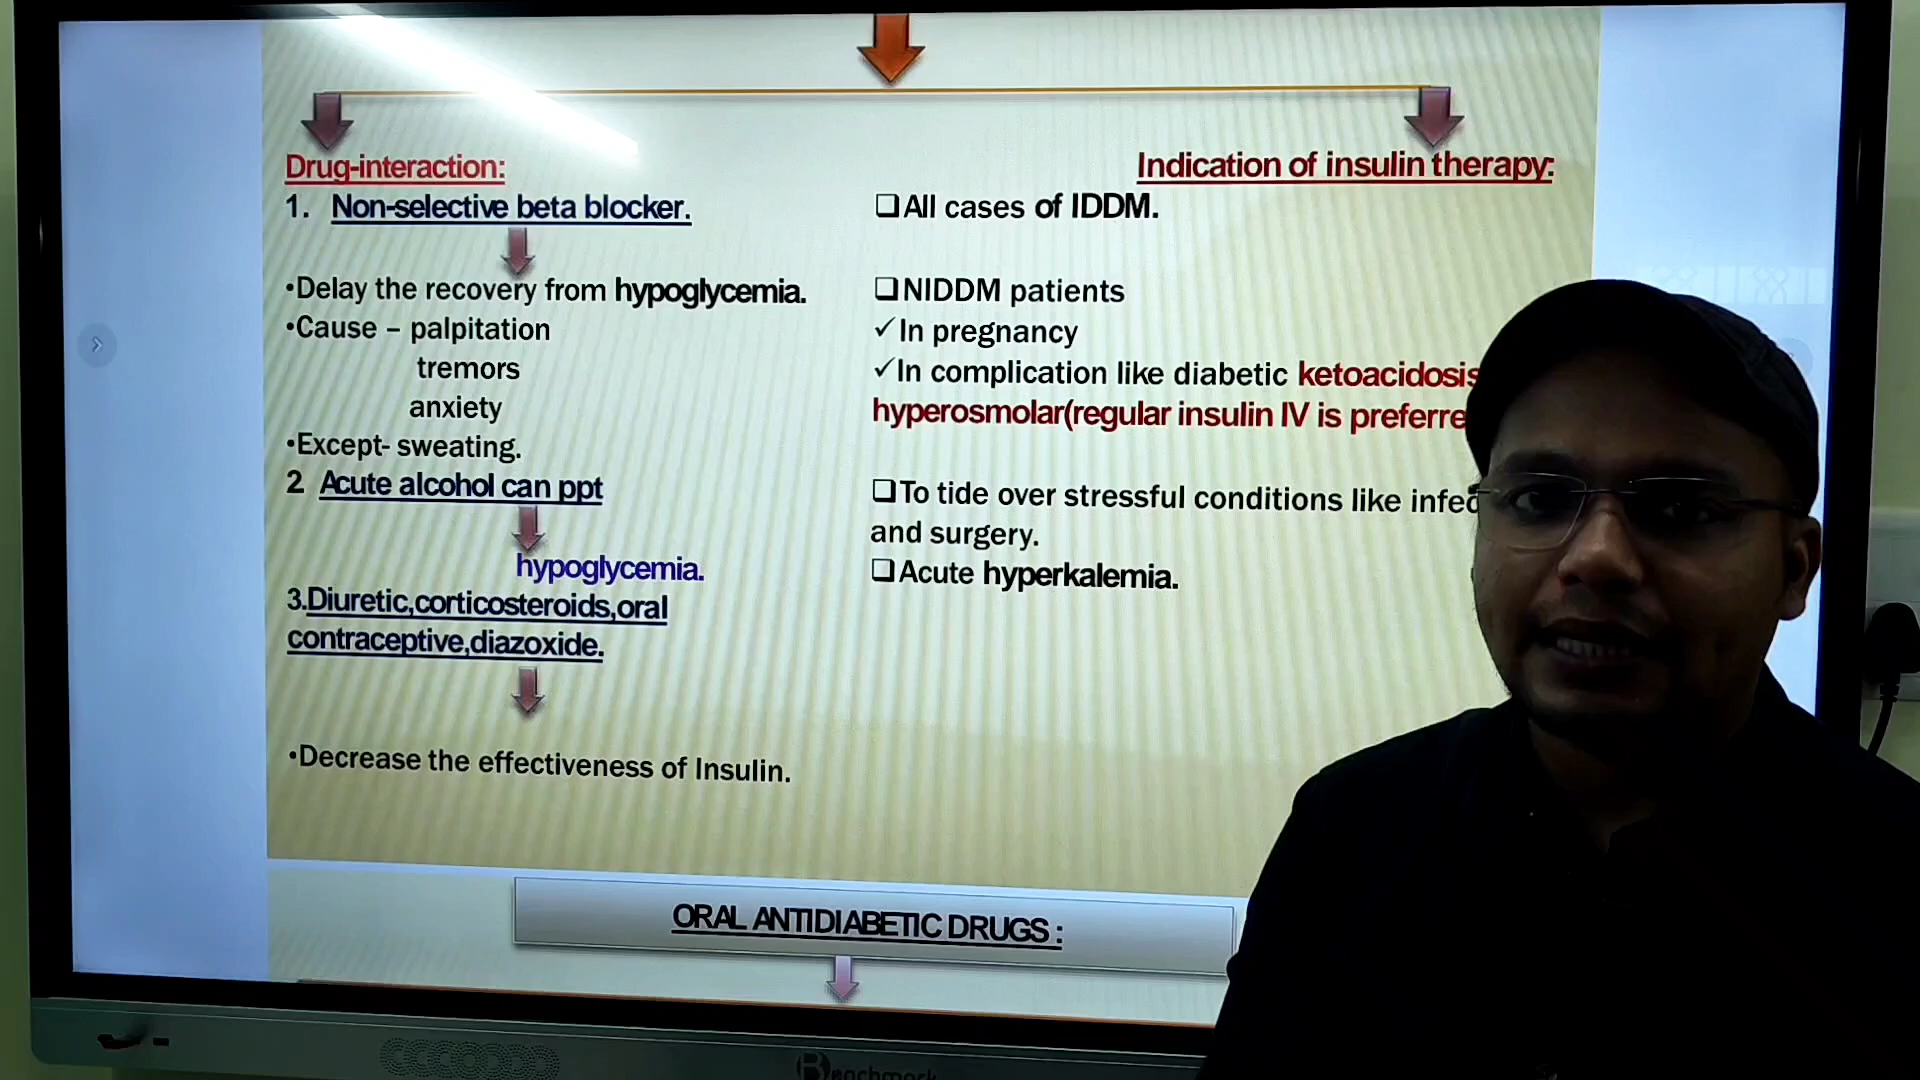 Drug-interaction:
1. Non-selective beta blocker.
•Delay the recovery from hypoglycemia.
•Cause – palpitation
tremors
anxiety
•Except- sweating.
2 Acute alcohol can ppt
hypoglycemia.
3.Diuretic,corticosteroids,oral
contraceptive,diazoxide.
•Decrease the effectiveness of Insulin.
Indication of insulin therapy:
❑All cases of IDDM.
❑NIDDM patients
✓In pregnancy
✓In complication like diabetic ketoacidosis
hyperosmolar(regular insulin IV is
❑To tide over stressful conditions like
and surgery.
❑Acute hyperkalemia.
ORAL ANTIDIABETIC DRUGS :